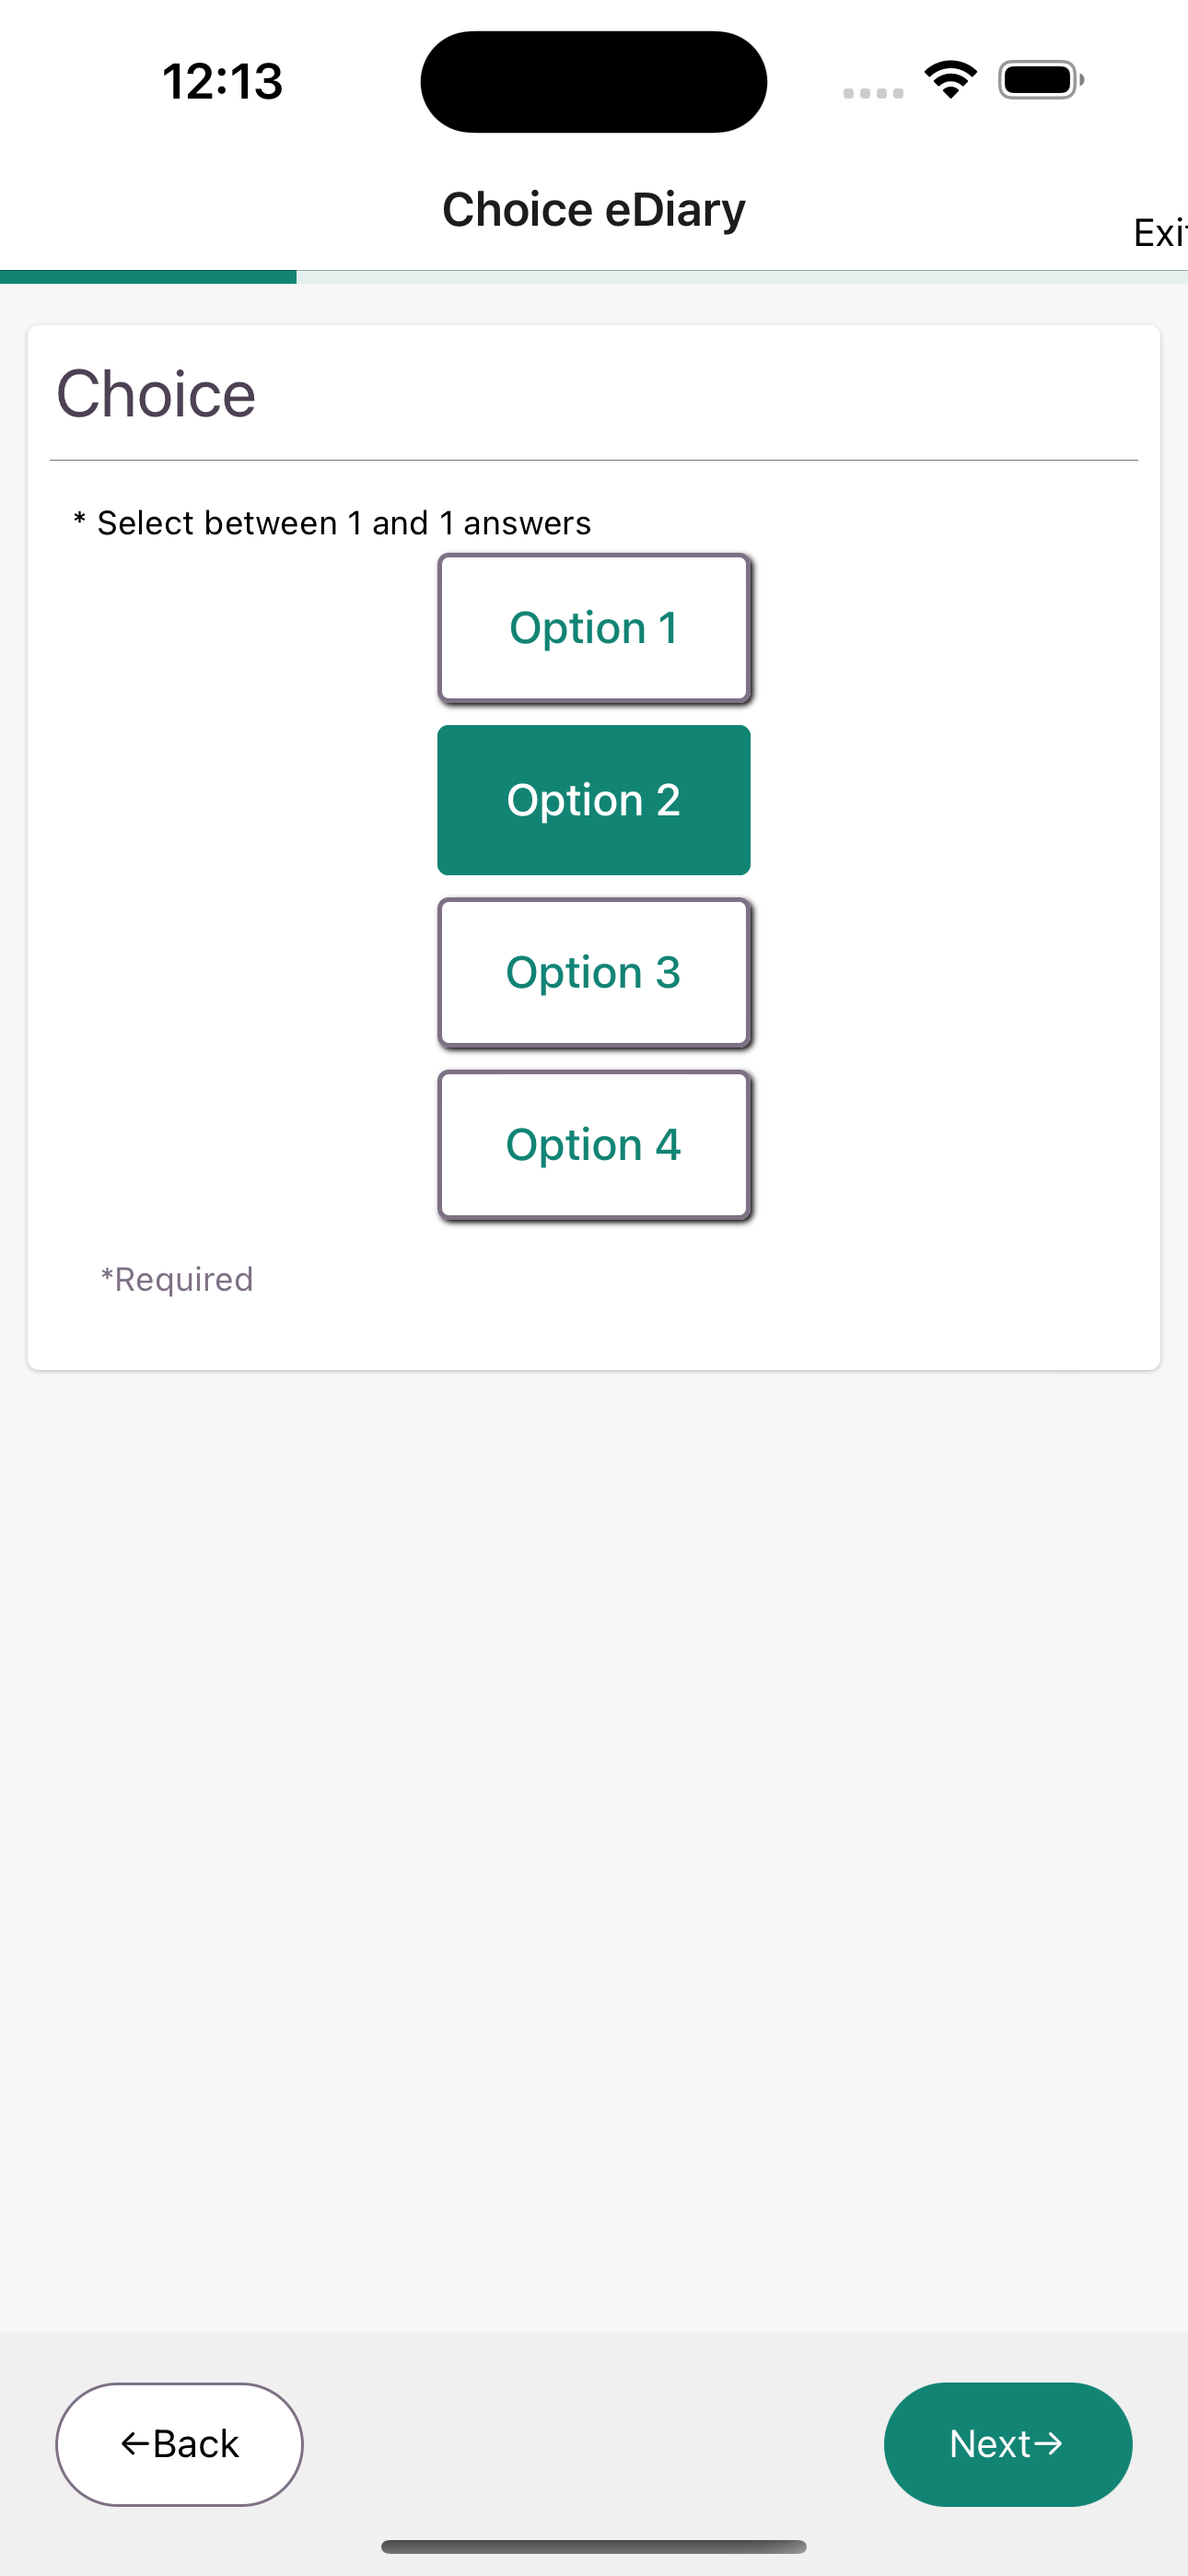 12:13
Choice eDiary
Exi
Choice
* Select between 1 and 1 answers
Option 1
Option 2
Option 3
Option 4
*Required
←Back
Next→